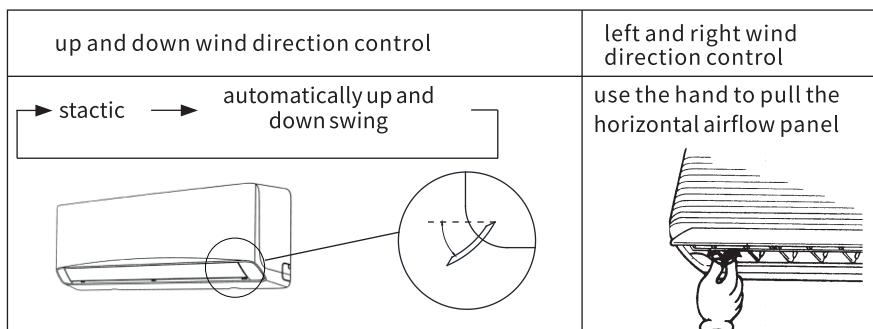 up and down wind direction control
left and right wind
direction control
stactic
automatically up and
down swing
use the hand to pull the
horizontal airflow panel